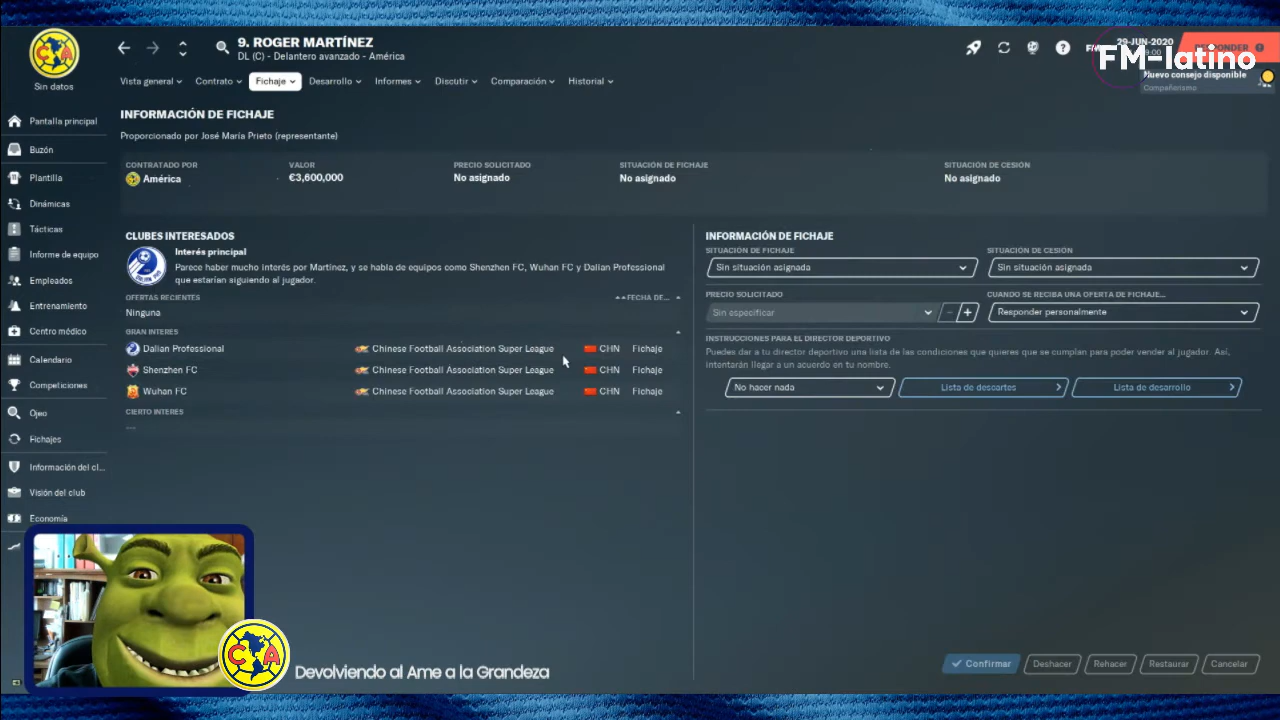 9. ROGER MARTÍNEZ
DL (C) - Delantero avanzado - América
29-JUN-2020
FM-latino
Nuevo consejo disponible
Compañerismo
Sin datos
Vista general
Contrato
Fichaje
Desarrollo
Informes
Discutir
Comparación
Historial
Pantalla principal
Buzón
Plantilla
Dinámicas
Tácticas
Informe de equipo
Empleados
Entrenamiento
Centro médico
Calendario
Competiciones
Ojeo
Fichajes
Información del cl...
Visión del club
Economía
INFORMACIÓN DE FICHAJE
Proporcionado por José María Prieto (representante)
CONTRATADO POR
VALOR
PRECIO SOLICITADO
SITUACIÓN DE FICHAJE
SITUACIÓN DE CESIÓN
América
€3,600,000
No asignado
No asignado
No asignado
CLUBES INTERESADOS
Interés principal
Parece haber mucho interés por Martínez, y se habla de equipos como Shenzhen FC, Wuhan FC y Dalian Professional
que estarían siguiendo al jugador.
OFERTAS RECIENTES
FECHA DE...
Ninguna
GRAN INTERÉS
Dalian Professional Chinese Football Association Super League CHN Fichaje
Shenzhen FC Chinese Football Association Super League CHN Fichaje
Wuhan FC Chinese Football Association Super League CHN Fichaje
CIERTO INTERÉS
---
INFORMACIÓN DE FICHAJE
SITUACIÓN DE FICHAJE
SITUACIÓN DE CESIÓN
Sin situación asignada
Sin situación asignada
PRECIO SOLICITADO
CUANDO SE RECIBA UNA OFERTA DE FICHAJE...
Sin especificar
Responder personalmente
INSTRUCCIONES PARA EL DIRECTOR DEPORTIVO
Puedes dar a tu director deportivo una lista de las condiciones que quieres que se cumplan para poder vender al jugador. Así,
intentarán llegar a un acuerdo en tu nombre.
No hacer nada
Lista de descartes
Lista de desarrollo
Confirmar
Deshacer
Rehacer
Restaurar
Cancelar
CA
Devolviendo al Ame a la Grandeza